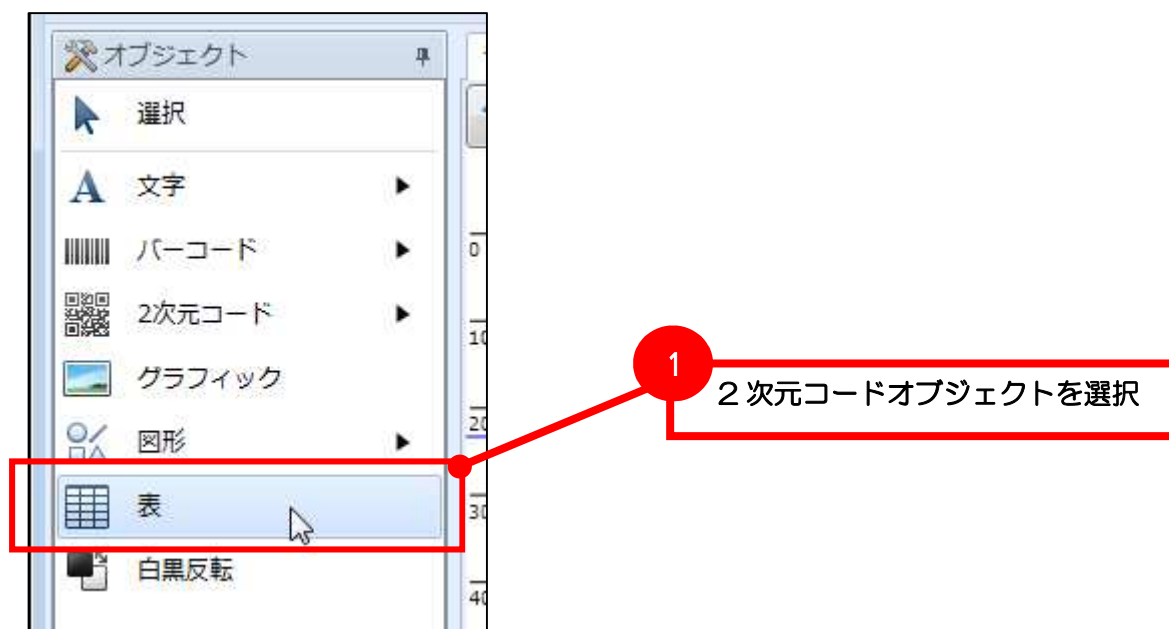 オブジェクト
選択
文字
バーコード
2次元コード
グラフィック
図形
表
白黒反転
0
10
20
30
40
1
２次元コードオブジェクトを選択